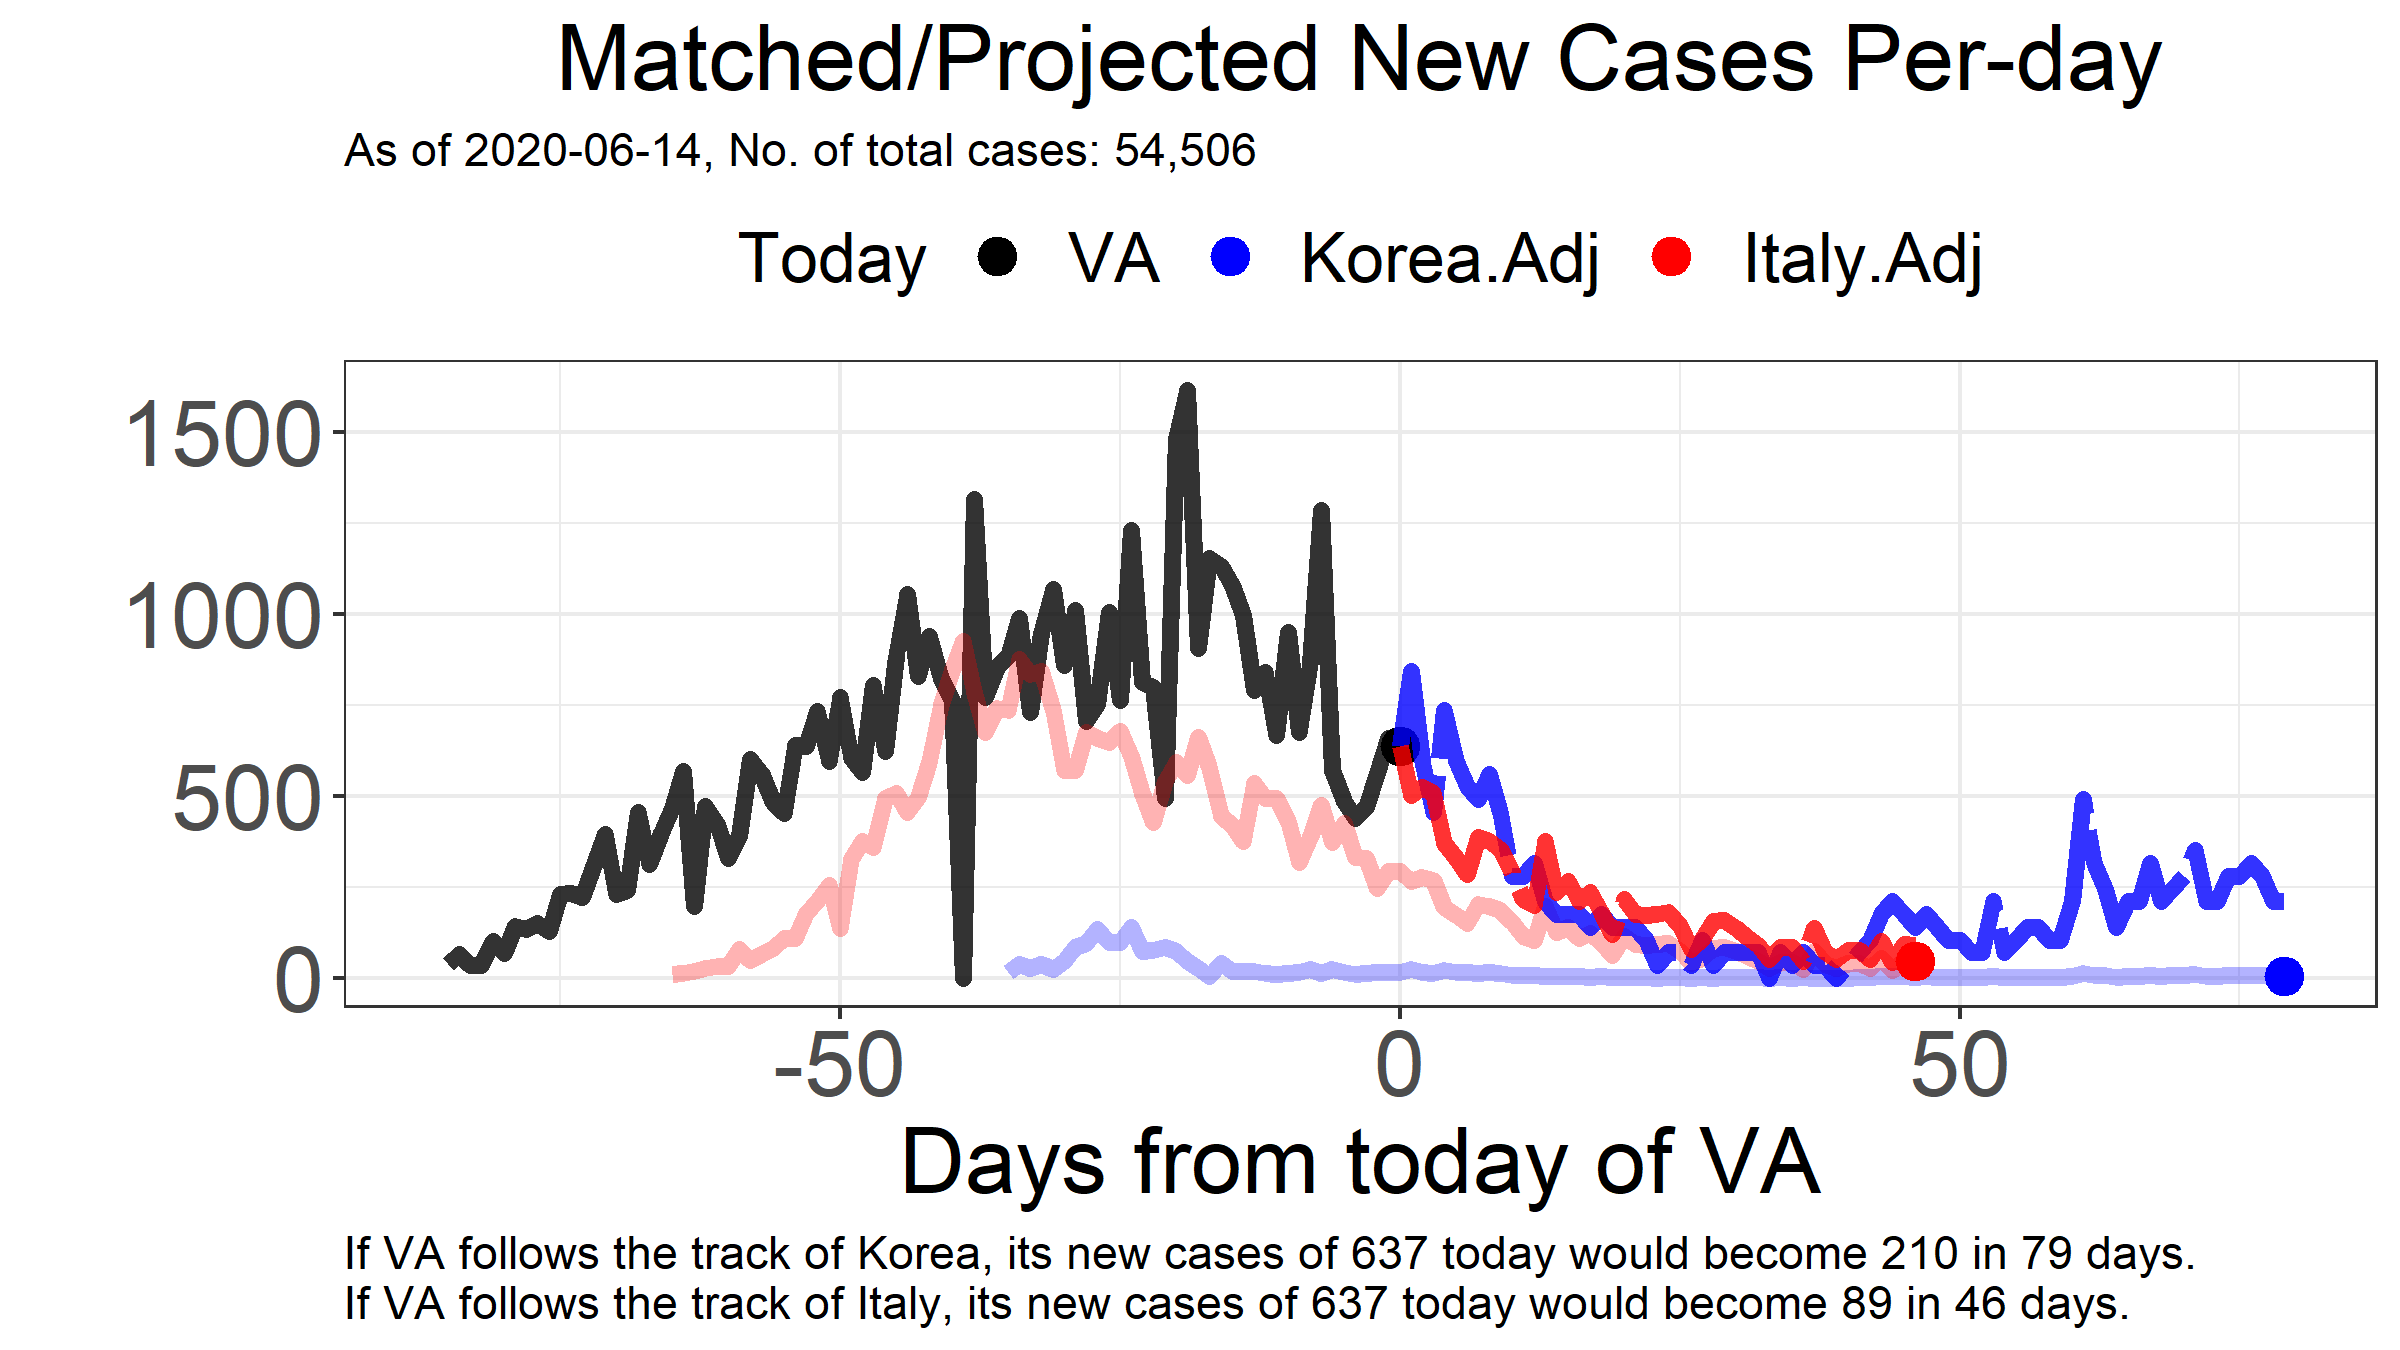 Matched/Projected New Cases Per-day
As of 2020-06-14, No. of total cases: 54,506
Today VA Korea.Adj Italy.Adj
1500
1000
500
0
-50 0 50
Days from today of VA
If VA follows the track of Korea, its new cases of 637 today would become 210 in 79 days.
If VA follows the track of Italy, its new cases of 637 today would become 89 in 46 days.